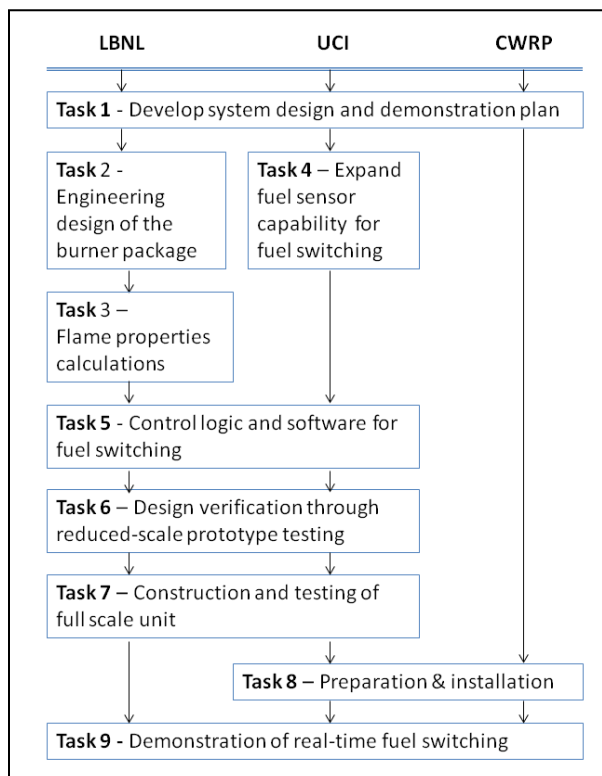 LBNL UCI CWRP
Task 1 - Develop system design and demonstration plan
Task 2 -
Engineering
design of the
burner package
Task 4 – Expand
fuel sensor
capability for
fuel switching
Task 3 –
Flame properties
calculations
Task 5 - Control logic and software for
fuel switching
Task 6 – Design verification through
reduced-scale prototype testing
Task 7 – Construction and testing of
full scale unit
Task 8 – Preparation & installation
Task 9 - Demonstration of real-time fuel switching